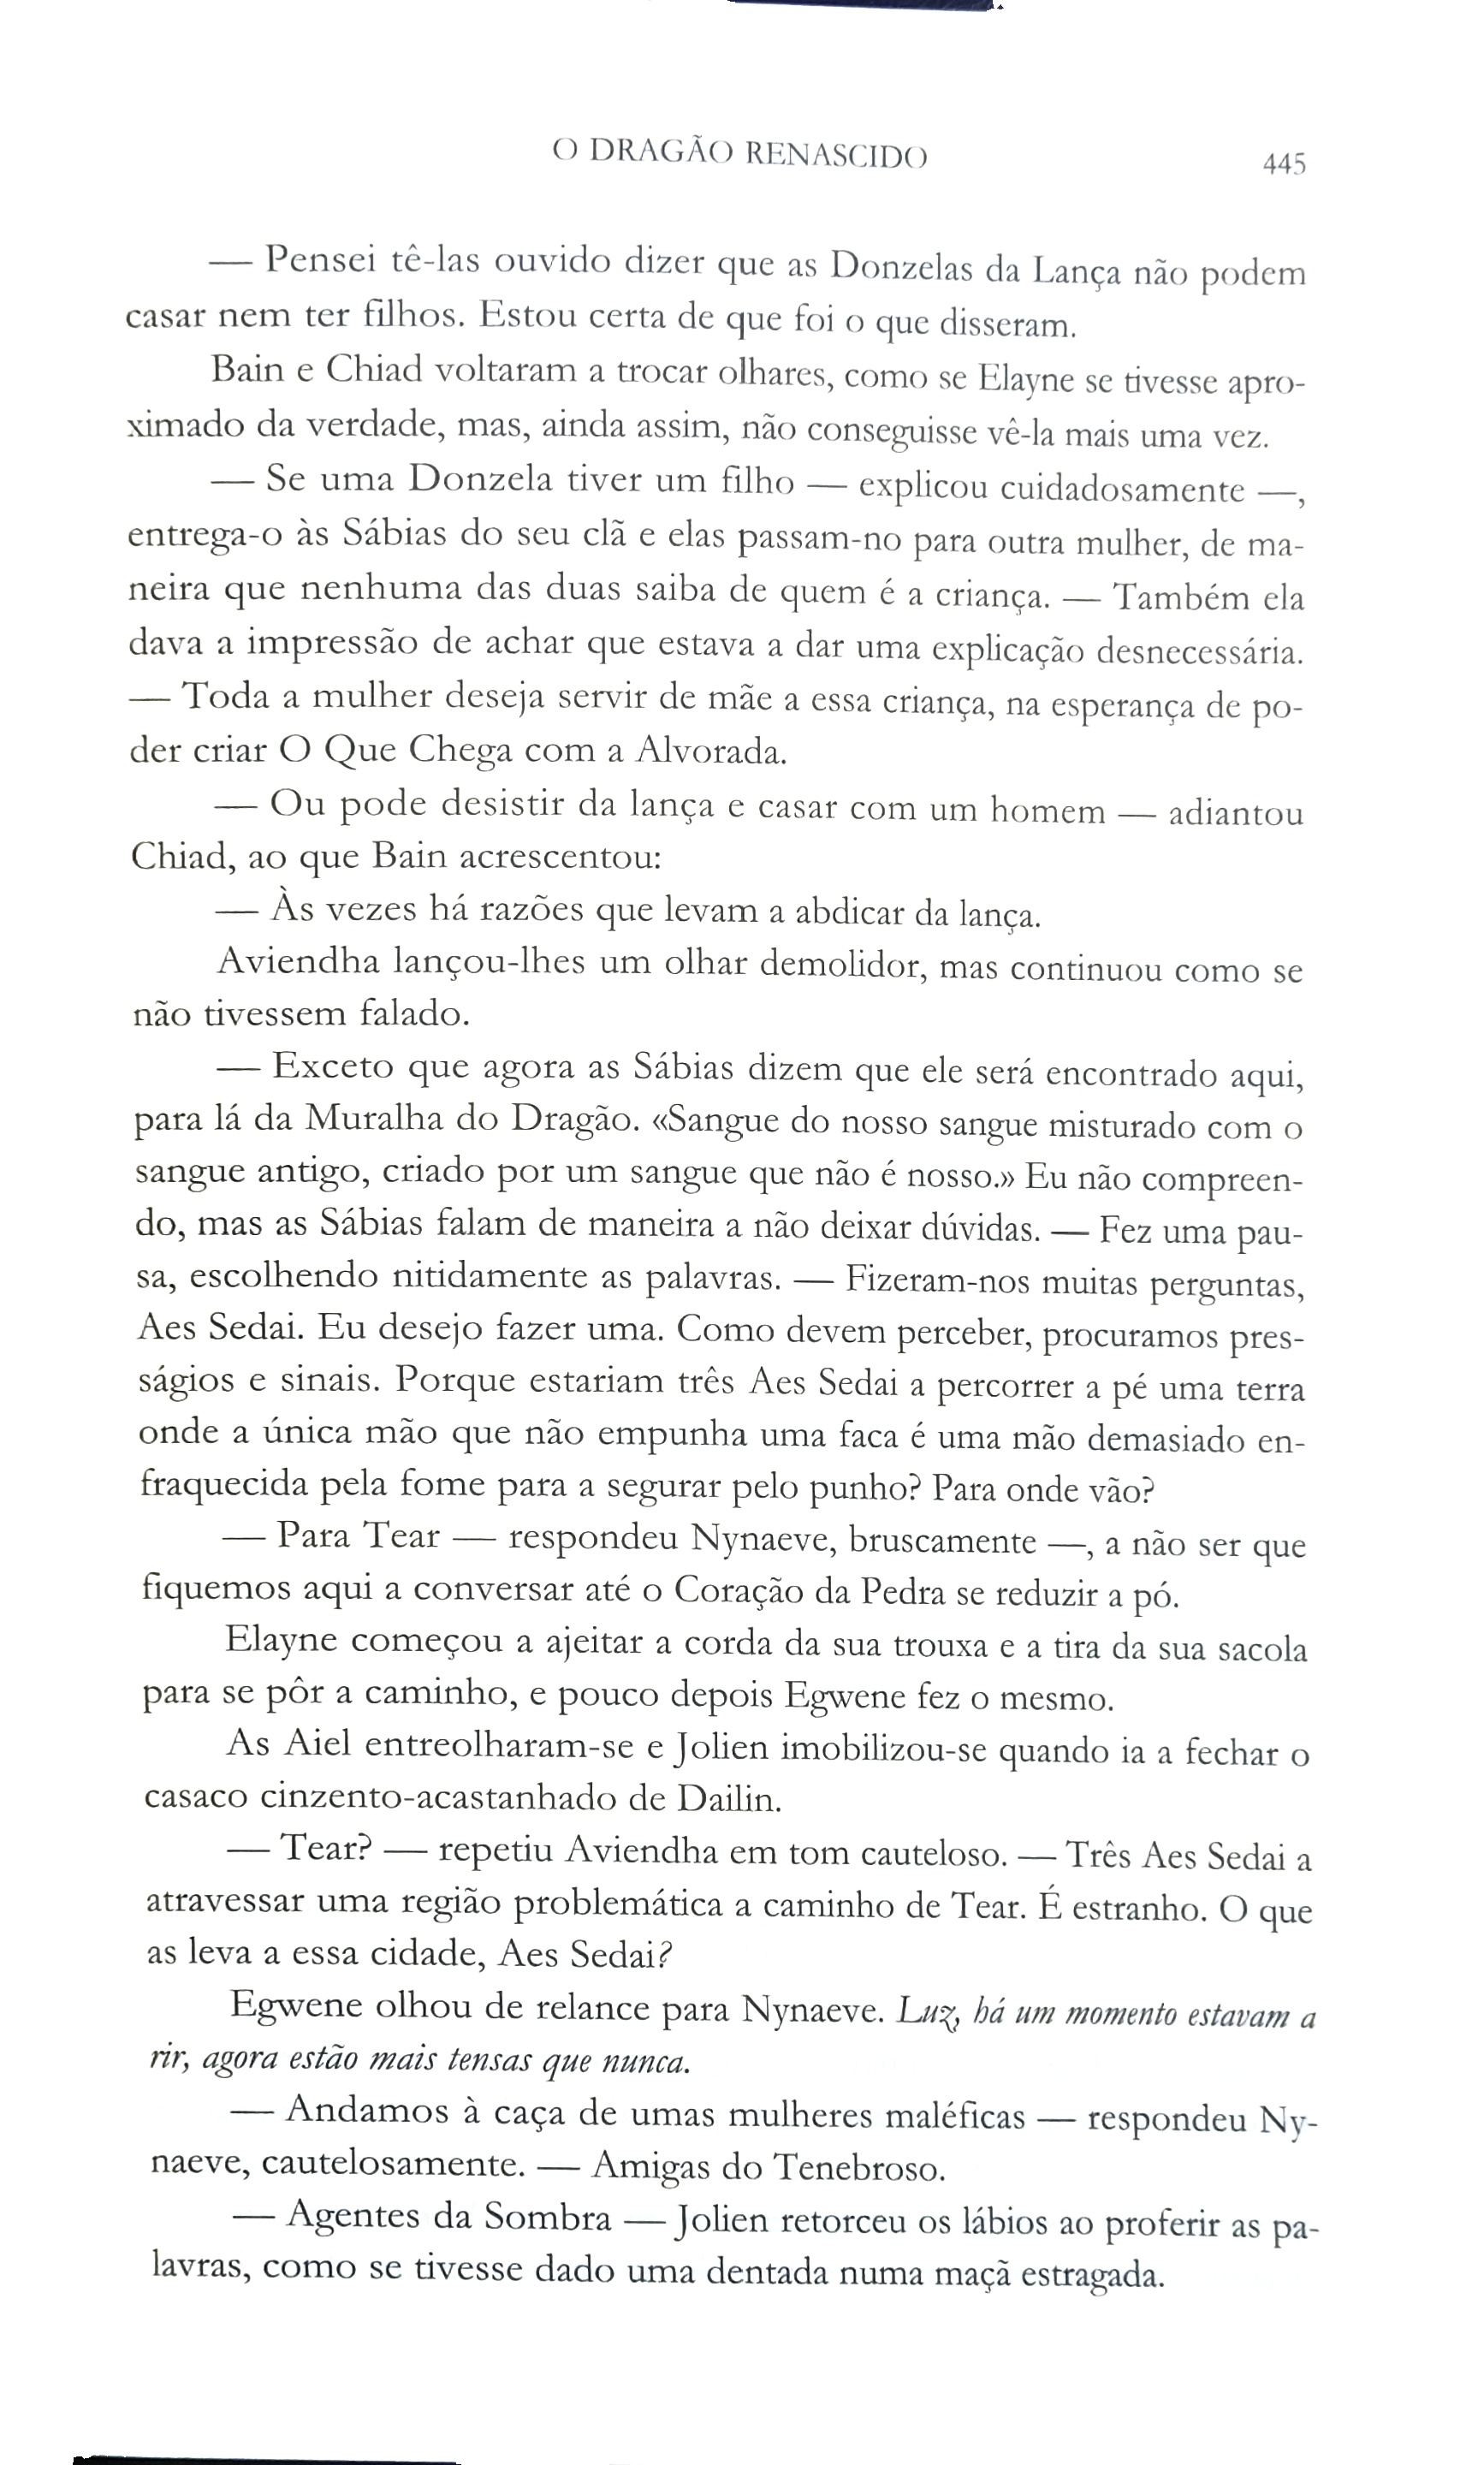 O DRAGÃO RENASCIDO
445
— Pensei tê-las ouvido dizer que as Donzelas da Lança não podem
casar nem ter filhos. Estou certa de que foi o que disseram.
Bain e Chiad voltaram a trocar olhares, como se Elayne se tivesse apro-
ximado da verdade, mas, ainda assim, não conseguisse vê-la mais uma vez.
— Se uma Donzela tiver um filho — explicou cuidadosamente —,
entrega-o às Sábias do seu clã e elas passam-no para outra mulher, de ma-
neira que nenhuma das duas saiba de quem é a criança. — Também ela
dava a impressão de achar que estava a dar uma explicação desnecessária.
— Toda a mulher deseja servir de mãe a essa criança, na esperança de po-
der criar O Que Chega com a Alvorada.
— Ou pode desistir da lança e casar com um homem — adiantou
Chiad, ao que Bain acrescentou:
— Às vezes há razões que levam a abdicar da lança.
Aviendha lançou-lhes um olhar demolidor, mas continuou como se
não tivessem falado.
— Exceto que agora as Sábias dizem que ele será encontrado aqui,
para lá da Muralha do Dragão. «Sangue do nosso sangue misturado com o
sangue antigo, criado por um sangue que não é nosso.» Eu não compreen-
do, mas as Sábias falam de maneira a não deixar dúvidas. — Fez uma pau-
sa, escolhendo nitidamente as palavras. — Fizeram-nos muitas perguntas,
Aes Sedai. Eu desejo fazer uma. Como devem perceber, procuramos pres-
ságios e sinais. Porque estariam três Aes Sedai a percorrer a pé uma terra
onde a única mão que não empunha uma faca é uma mão demasiado en-
fraquecida pela fome para a segurar pelo punho? Para onde vão?
— Para Tear — respondeu Nynaeve, bruscamente —, a não ser que
fiquemos aqui a conversar até o Coração da Pedra se reduzir a pó.
Elayne começou a ajeitar a corda da sua trouxa e a tira da sua sacola
para se pôr a caminho, e pouco depois Egwene fez o mesmo.
As Aiel entreolharam-se e Jolien imobilizou-se quando ia a fechar o
casaco cinzento-acastanhado de Dailin.
— Tear? — repetiu Aviendha em tom cauteloso. — Três Aes Sedai a
atravessar uma região problemática a caminho de Tear. É estranho. O que
as leva a essa cidade, Aes Sedai?
Egwene olhou de relance para Nynaeve. Luz, há um momento estavam a
rir, agora estão mais tensas que nunca.
— Andamos à caça de umas mulheres maléficas — respondeu Ny-
naeve, cautelosamente. — Amigas do Tenebroso.
— Agentes da Sombra — Jolien retorceu os lábios ao proferir as pa-
lavras, como se tivesse dado uma dentada numa maçã estragada.